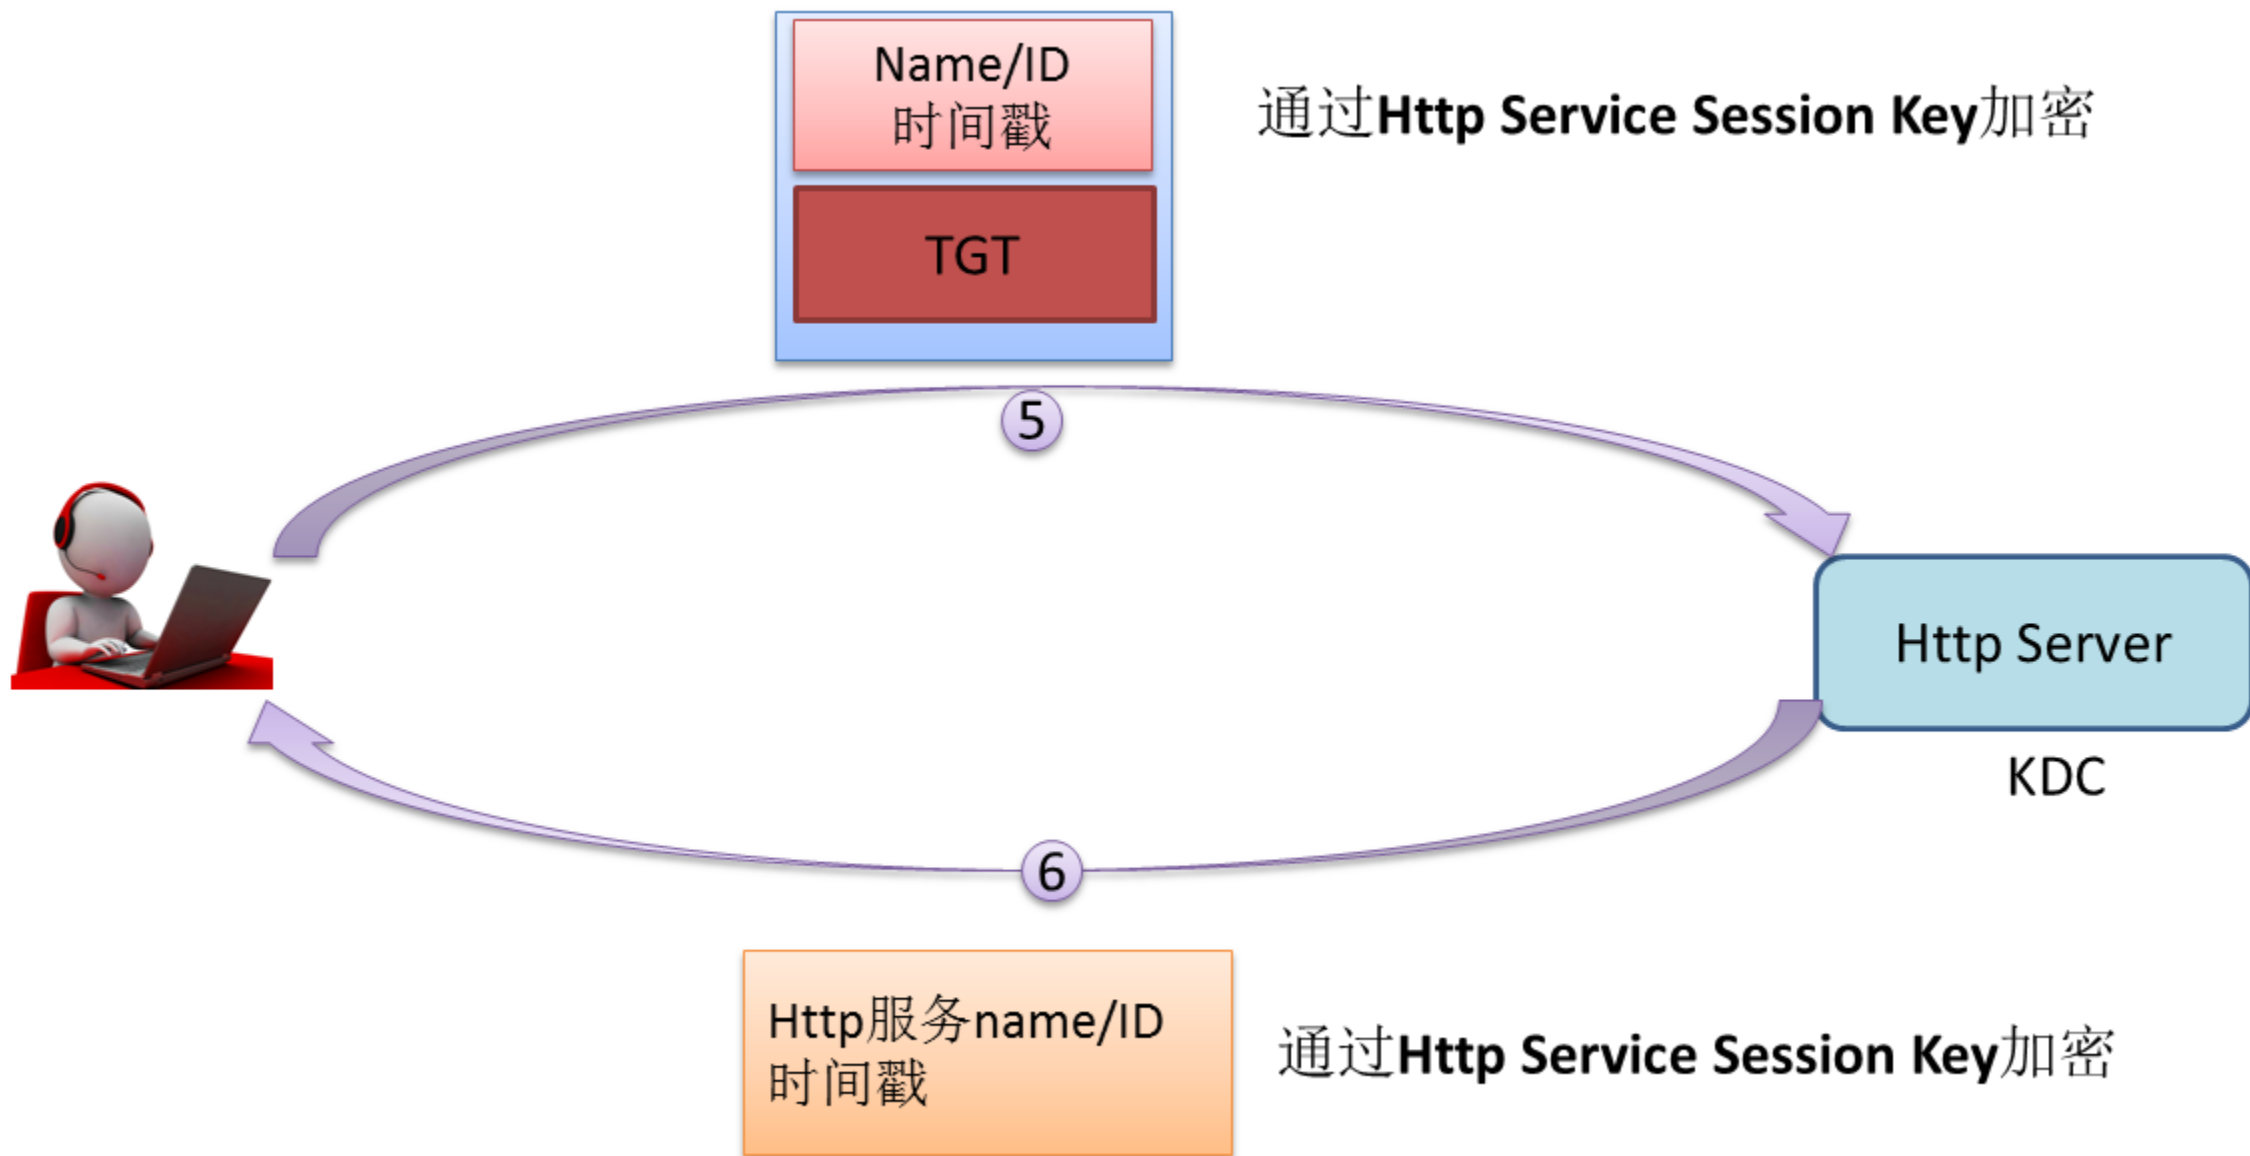 Name/ID
时间戳
通过Http Service Session Key加密
TGT
5
Http Server
KDC
6
Http服务name/ID
时间戳
通过Http Service Session Key加密